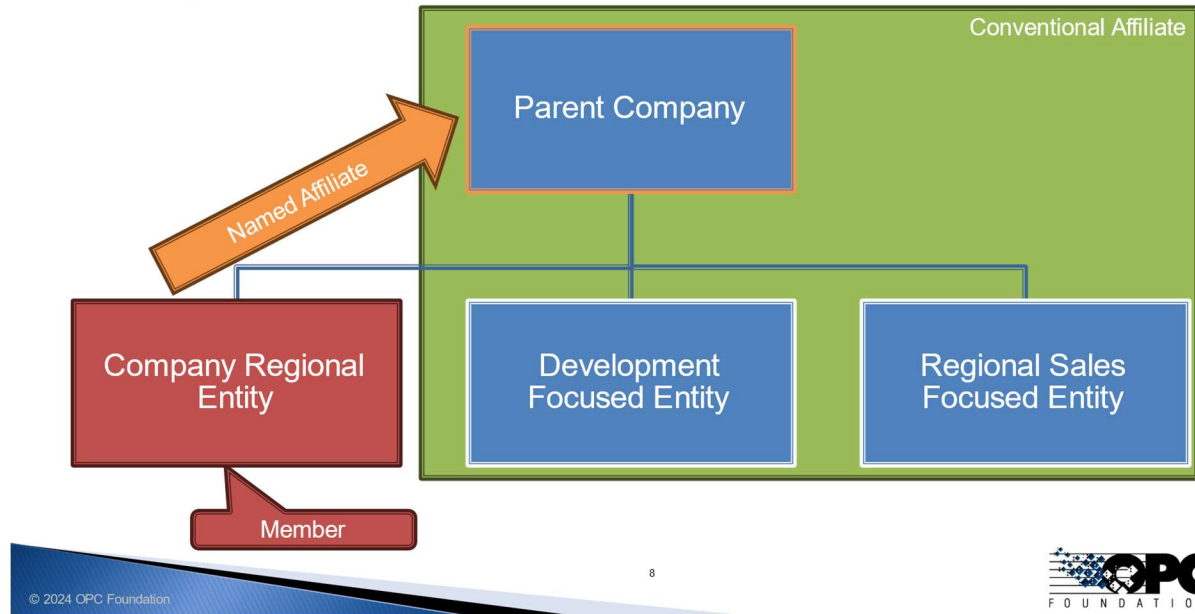 Conventional Affiliate
Parent Company
Named Affiliate
Company Regional
Entity
Development
Focused Entity
Regional Sales
Focused Entity
Member
8
© 2024 OPC Foundation